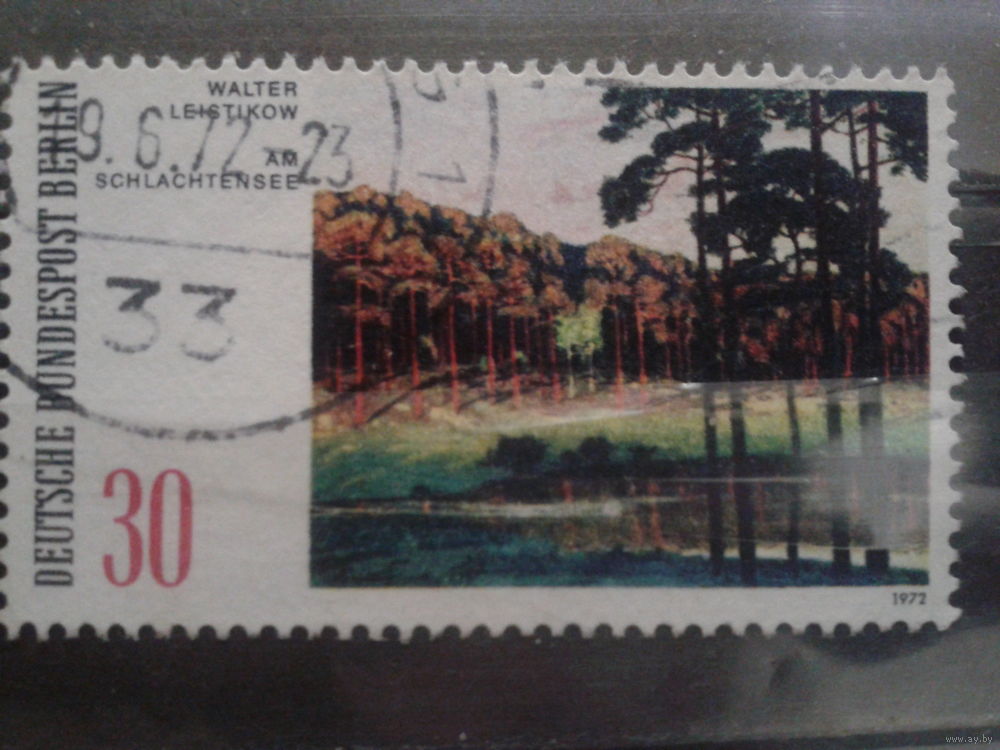 WALTER
LEISTIKOW
AM
SCHLACHTENSEE
DEUTSCHE BUNDESPOST BERLIN
9.6.72-23
33
30
1972
www.ay.by